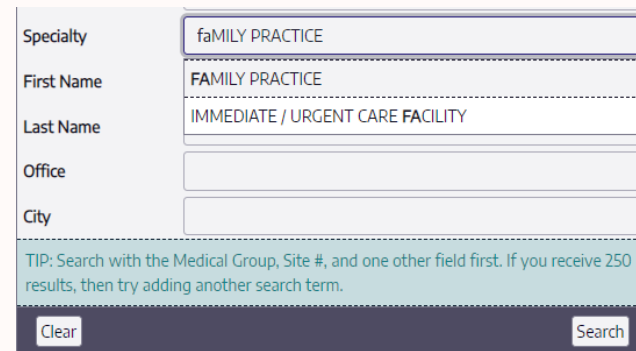 Specialty
faMILY PRACTICE
First Name
FAMILY PRACTICE
IMMEDIATE / URGENT CARE FACILITY
Last Name
Office
City
TIP: Search with the Medical Group, Site #, and one other field first. If you receive 250
results, then try adding another search term.
Clear
Search